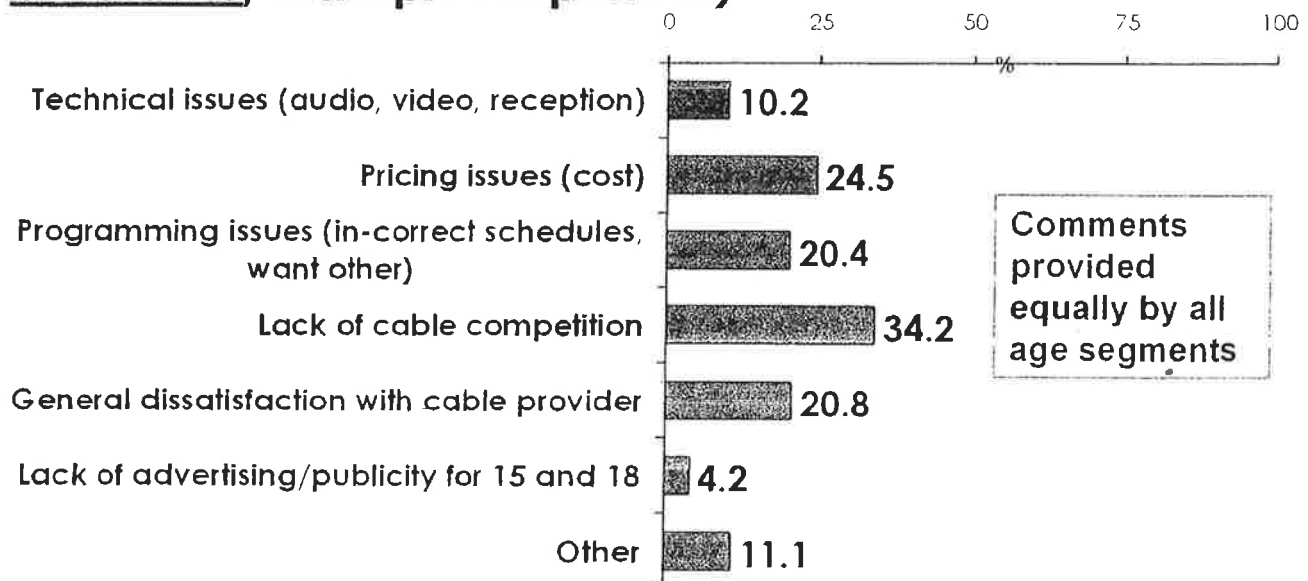 0 25 50 75 100
%
Technical issues (audio, video, reception) 10.2
Pricing issues (cost) 24.5
Programming issues (in-correct schedules,
want other) 20.4
Lack of cable competition 34.2
General dissatisfaction with cable provider 20.8
Lack of advertising/publicity for 15 and 18 4.2
Other 11.1
Comments
provided
equally by all
age segments